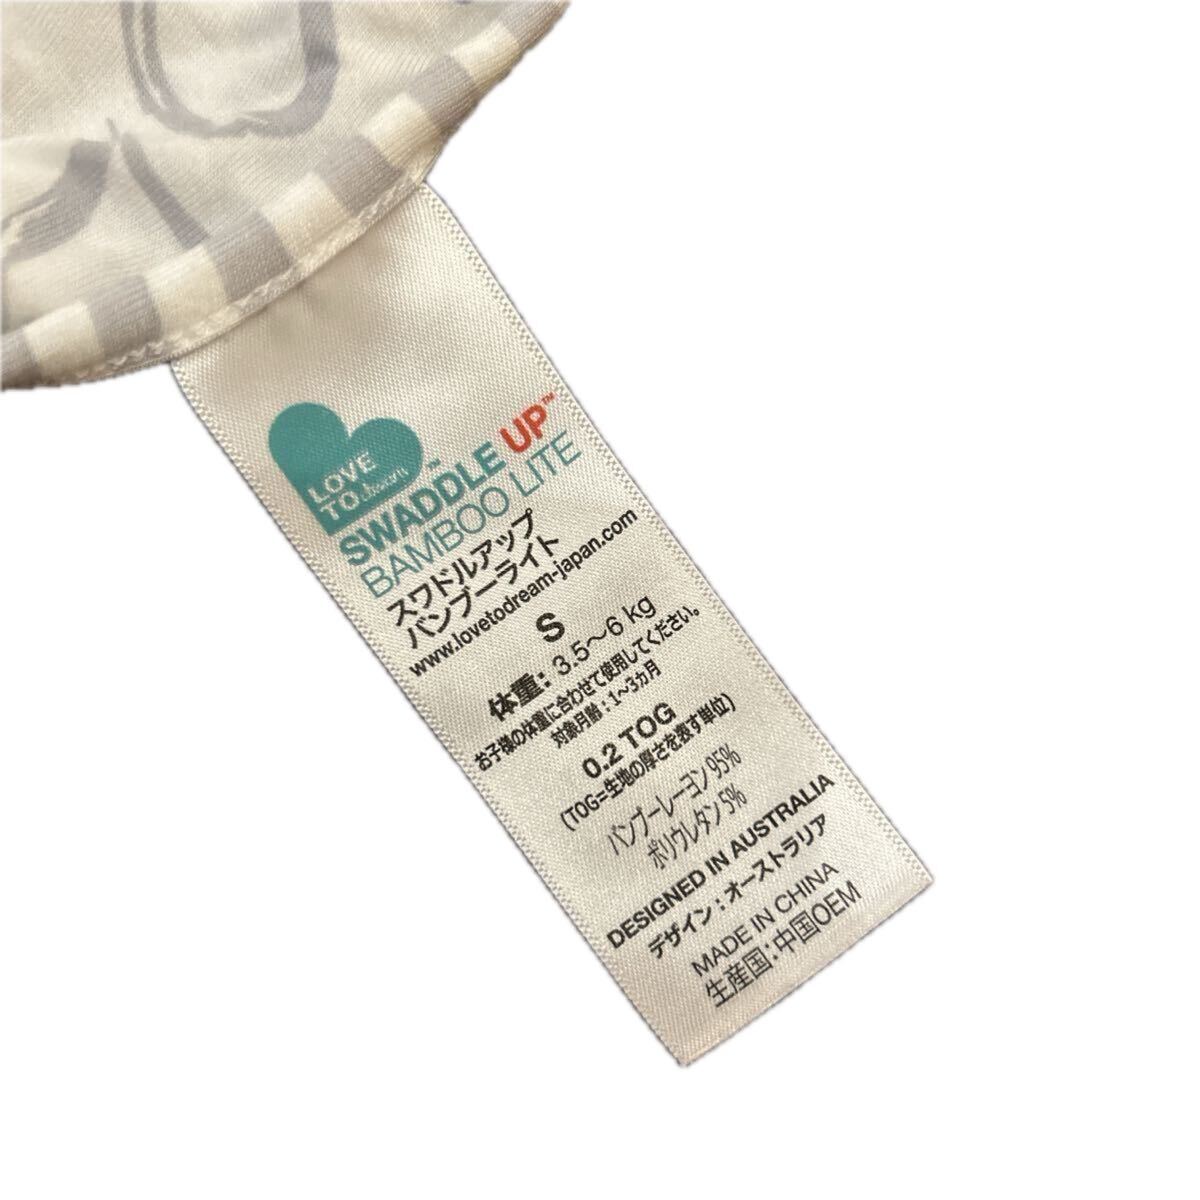 LOVE
TO dream™
SWADDLE UP™
BAMBOO LITE
スワドルアップ
バンブーライト
www.lovetodream-japan.com
S
体重: 3.5～6 kg
お子様の体重に合わせて使用してください。
対象月齢：1～3ヵ月
0.2 TOG
(TOG=生地の厚さを表す単位)
バンブーレーヨン 95%
ポリウレタン 5%
DESIGNED IN AUSTRALIA
デザイン：オーストラリア
MADE IN CHINA
生産国：中国OEM